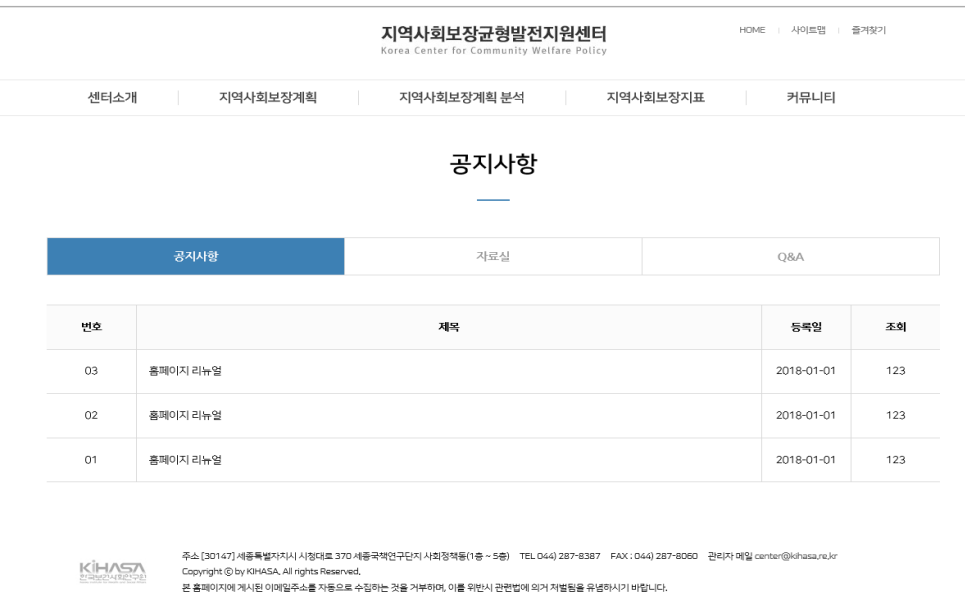 지역사회보장균형발전지원센터
Korea Center for Community Welfare Policy
HOME | 사이트맵 | 즐겨찾기
센터소개 지역사회보장계획 지역사회보장계획 분석 지역사회보장지표 커뮤니티
공지사항
공지사항 자료실 Q&A
번호 제목 등록일 조회
03 홈페이지 리뉴얼 2018-01-01 123
02 홈페이지 리뉴얼 2018-01-01 123
01 홈페이지 리뉴얼 2018-01-01 123
주소 [30147] 세종특별자치시 시청대로 370 세종국책연구단지 사회정책동(1층 ~ 5층) TEL 044) 287-8387 FAX : 044) 287-8060 관리자 메일 center@kihasa.re.kr
KiHASA
한국보건사회연구원
Copyright ⓒ by KIHASA. All rights Reserved.
본 홈페이지에 게시된 이메일주소를 자동으로 수집하는 것을 거부하며, 이를 위반시 관련법에 의거 처벌됨을 유념하시기 바랍니다.